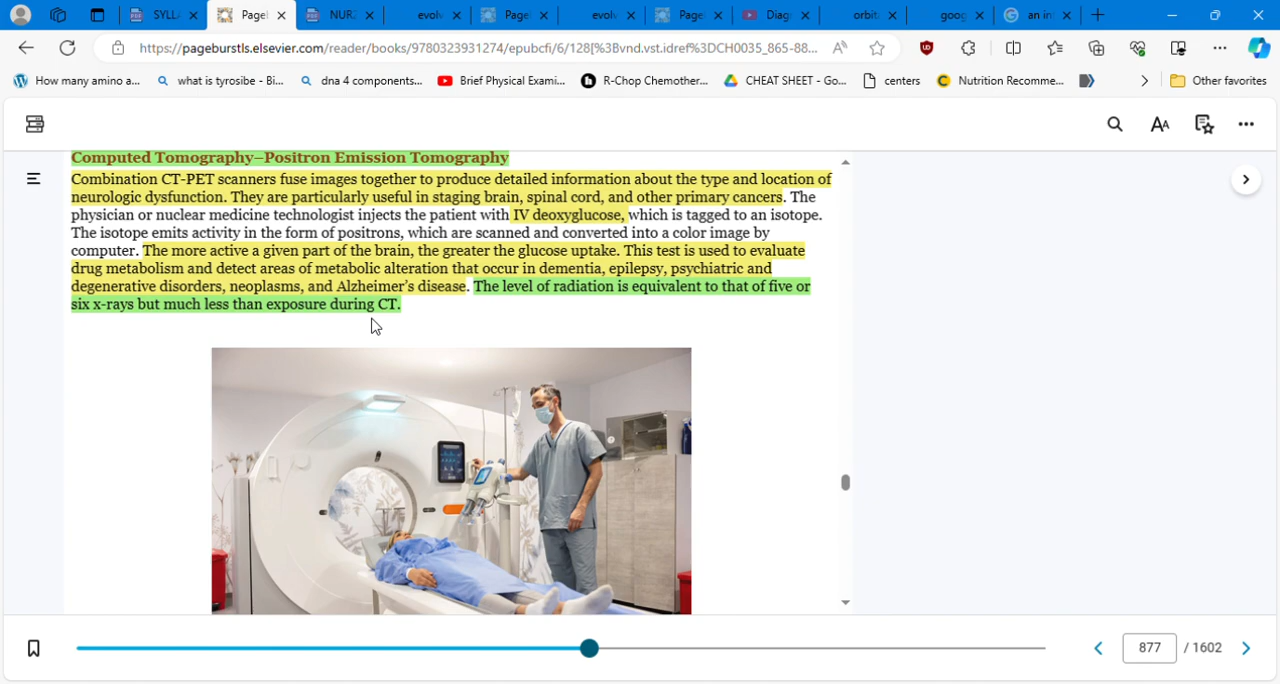 SYLL
Pagel
NUR2
evolv
Page
evolv
Page
Diag
orbit
goog
an in
https://pageburstls.elsevier.com/reader/books/9780323931274/epubcfi/6/128[%3Bvnd.vst.idref%3DCH0035_865-88...
How many amino a... what is tyrosibe - Bi... dna 4 components... Brief Physical Exami... R-Chop Chemother... CHEAT SHEET - Go... centers Nutrition Recomme... Other favorites
Computed Tomography–Positron Emission Tomography
Combination CT-PET scanners fuse images together to produce detailed information about the type and location of
neurologic dysfunction. They are particularly useful in staging brain, spinal cord, and other primary cancers. The
physician or nuclear medicine technologist injects the patient with IV deoxyglucose, which is tagged to an isotope.
The isotope emits activity in the form of positrons, which are scanned and converted into a color image by
computer. The more active a given part of the brain, the greater the glucose uptake. This test is used to evaluate
drug metabolism and detect areas of metabolic alteration that occur in dementia, epilepsy, psychiatric and
degenerative disorders, neoplasms, and Alzheimer's disease. The level of radiation is equivalent to that of five or
six x-rays but much less than exposure during CT.
877 / 1602